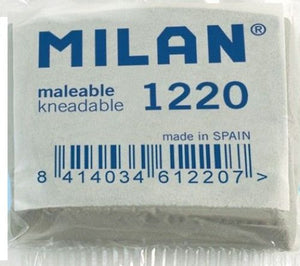 MILAN®
maleable
kneadable 1220
made in SPAIN
8 414034 612207 >